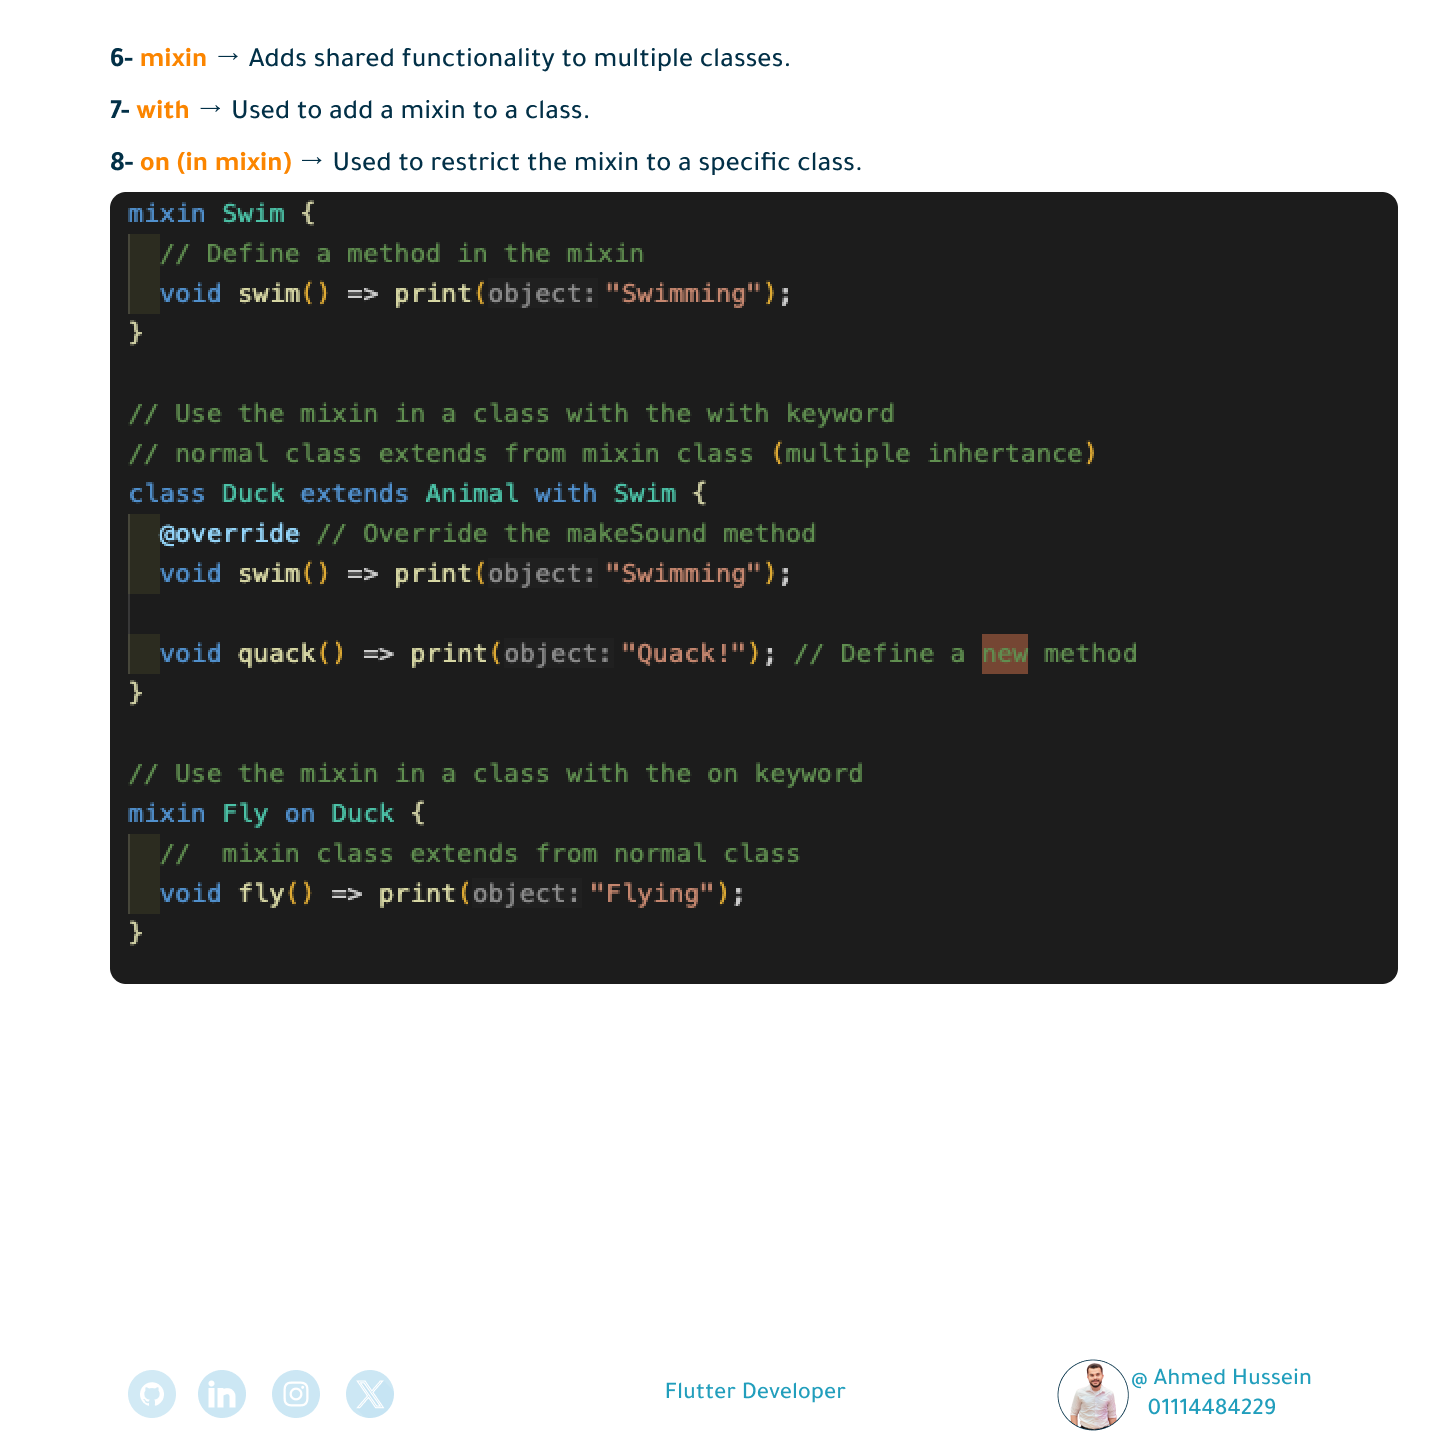 6- mixin → Adds shared functionality to multiple classes.
7- with → Used to add a mixin to a class.
8- on (in mixin) → Used to restrict the mixin to a specific class.
mixin Swim {
  // Define a method in the mixin
  void swim() => print(object: "Swimming");
}
// Use the mixin in a class with the with keyword
// normal class extends from mixin class (multiple inhertance)
class Duck extends Animal with Swim {
  @override // Override the makeSound method
  void swim() => print(object: "Swimming");
  void quack() => print(object: "Quack!"); // Define a new method
}
// Use the mixin in a class with the on keyword
mixin Fly on Duck {
  //  mixin class extends from normal class
  void fly() => print(object: "Flying");
}
Flutter Developer
@ Ahmed Hussein
01114484229